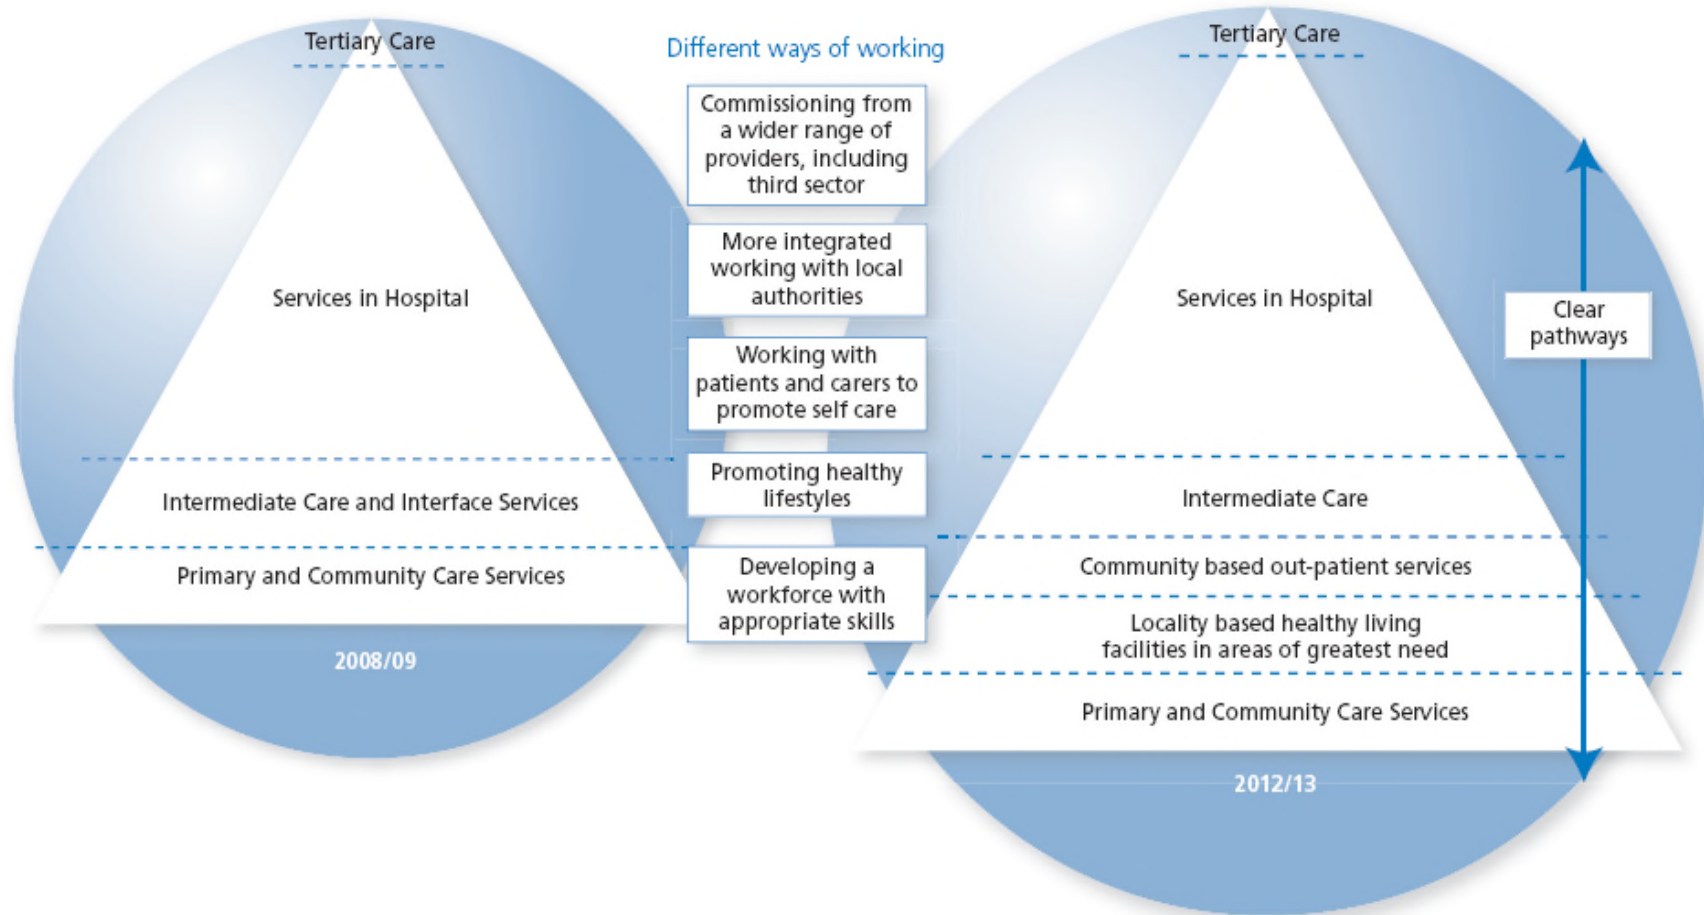 Tertiary Care
Services in Hospital
Intermediate Care and Interface Services
Primary and Community Care Services
2008/09
Different ways of working
Commissioning from
a wider range of
providers, including
third sector
More integrated
working with local
authorities
Working with
patients and carers to
promote self care
Promoting healthy
lifestyles
Developing a
workforce with
appropriate skills
Tertiary Care
Services in Hospital
Intermediate Care
Community based out-patient services
Locality based healthy living
facilities in areas of greatest need
Primary and Community Care Services
2012/13
Clear
pathways